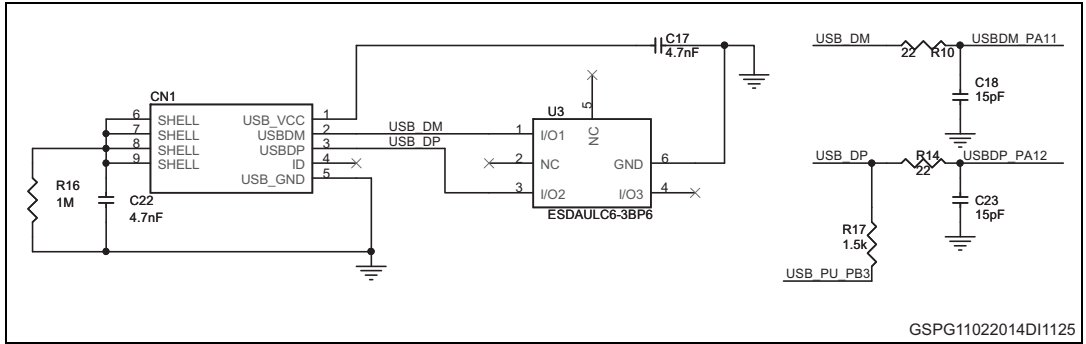 C17
4.7nF
CN1
6 SHELL USB_VCC 1
7 SHELL USBDM 2 USB_DM
8 SHELL USBDP 3 USB_DP
9 SHELL ID 4
USB_GND 5
R16
1M
C22
4.7nF
U3
5
NC
1 I/O1
2 NC GND 6
3 I/O2 I/O3 4
ESDAULC6-3BP6
USB_DM 22 R10 USBDM_PA11
C18
15pF
USB_DP R14 USBDP_PA12
22
C23
15pF
R17
1.5k
USB_PU_PB3
GSPG11022014DI1125